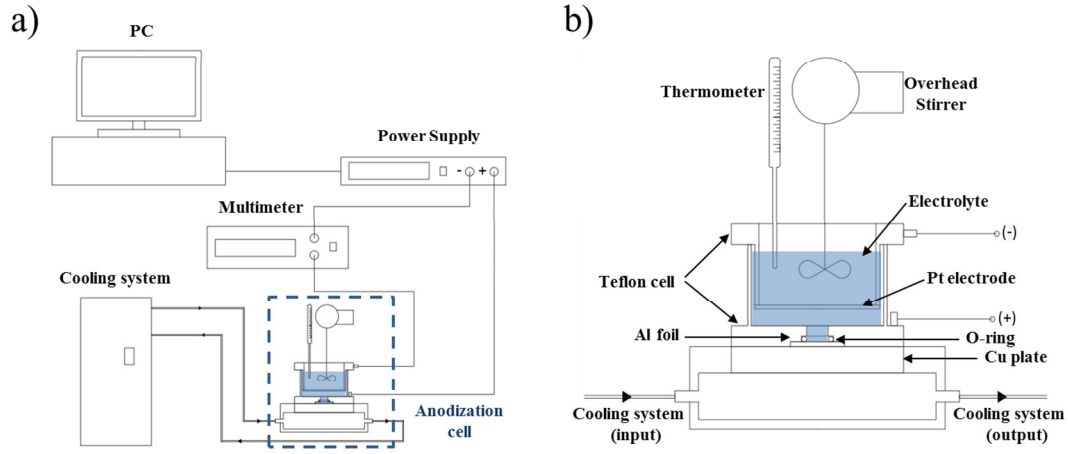 a)
PC
Power Supply
- +
Multimeter
Cooling system
Anodization
cell
b)
Thermometer
Overhead
Stirrer
Electrolyte
(-)
Teflon cell
Pt electrode
(+)
Al foil
O-ring
Cu plate
Cooling system
(input)
Cooling system
(output)